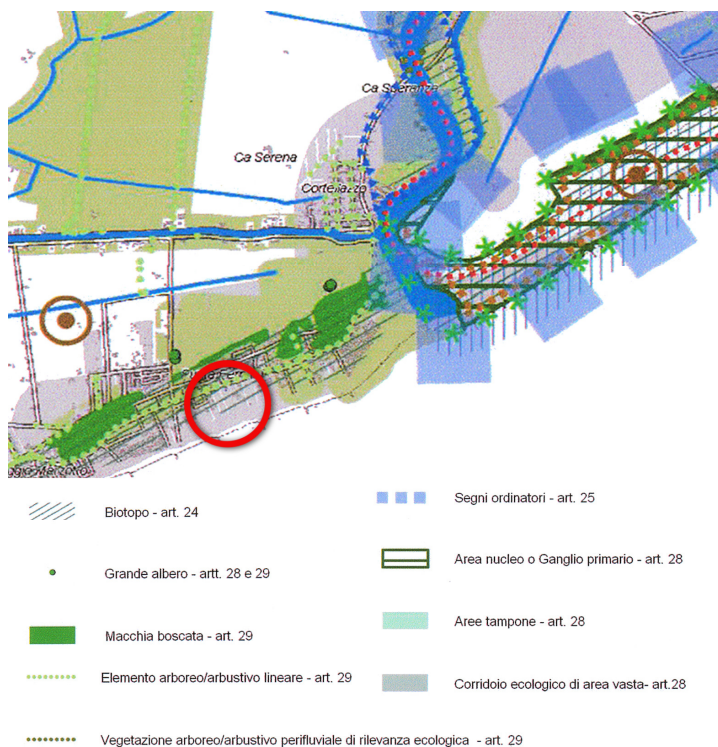 Ca Speranza
Ca Serena
Cortellazzo
Biotopo - art. 24
Segni ordinatori - art. 25
Grande albero - artt. 28 e 29
Area nucleo o Ganglio primario - art. 28
Macchia boscata - art. 29
Aree tampone - art. 28
Elemento arboreo/arbustivo lineare - art. 29
Corridoio ecologico di area vasta- art.28
Vegetazione arboreo/arbustivo perifluviale di rilevanza ecologica - art. 29